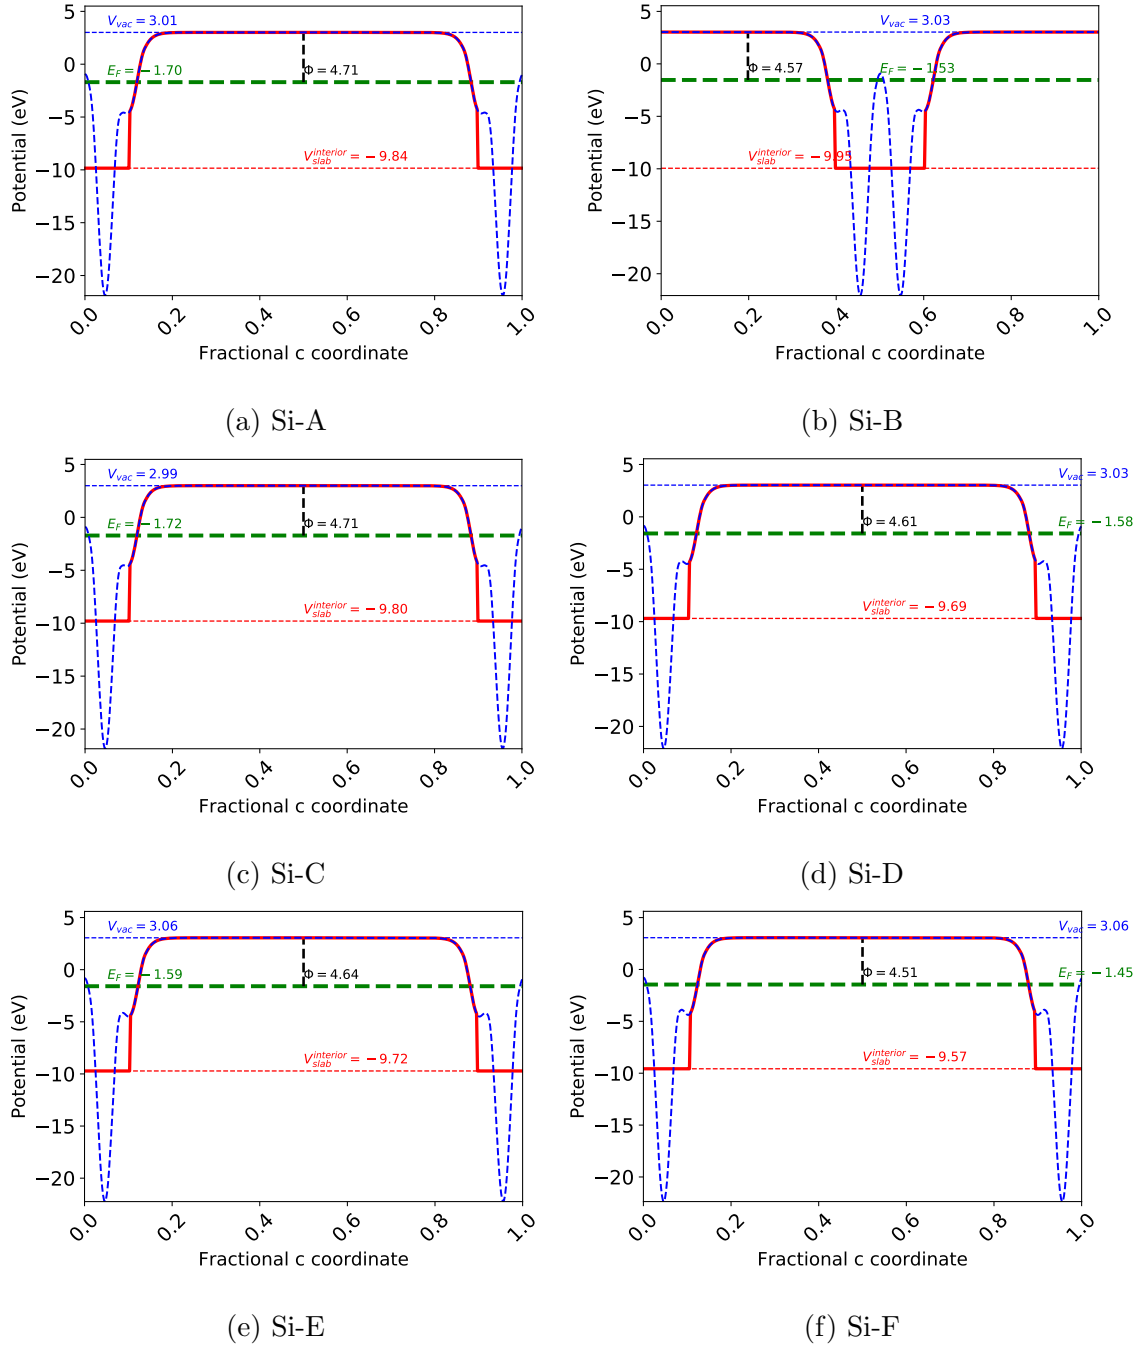 V_vac = 3.01
E_F = −1.70
Φ = 4.71
V_slab^interior = −9.84
Potential (eV)
5
0
−5
−10
−15
−20
0.0 0.2 0.4 0.6 0.8 1.0
Fractional c coordinate
(a) Si-A
V_vac = 3.03
E_F = −1.53
Φ = 4.57
V_slab^interior = −9.95
Potential (eV)
5
0
−5
−10
−15
−20
0.0 0.2 0.4 0.6 0.8 1.0
Fractional c coordinate
(b) Si-B
V_vac = 2.99
E_F = −1.72
Φ = 4.71
V_slab^interior = −9.80
Potential (eV)
5
0
−5
−10
−15
−20
0.0 0.2 0.4 0.6 0.8 1.0
Fractional c coordinate
(c) Si-C
V_vac = 3.03
E_F = −1.58
Φ = 4.61
V_slab^interior = −9.69
Potential (eV)
5
0
−5
−10
−15
−20
0.0 0.2 0.4 0.6 0.8 1.0
Fractional c coordinate
(d) Si-D
V_vac = 3.06
E_F = −1.59
Φ = 4.64
V_slab^interior = −9.72
Potential (eV)
5
0
−5
−10
−15
−20
0.0 0.2 0.4 0.6 0.8 1.0
Fractional c coordinate
(e) Si-E
V_vac = 3.06
E_F = −1.45
Φ = 4.51
V_slab^interior = −9.57
Potential (eV)
5
0
−5
−10
−15
−20
0.0 0.2 0.4 0.6 0.8 1.0
Fractional c coordinate
(f) Si-F